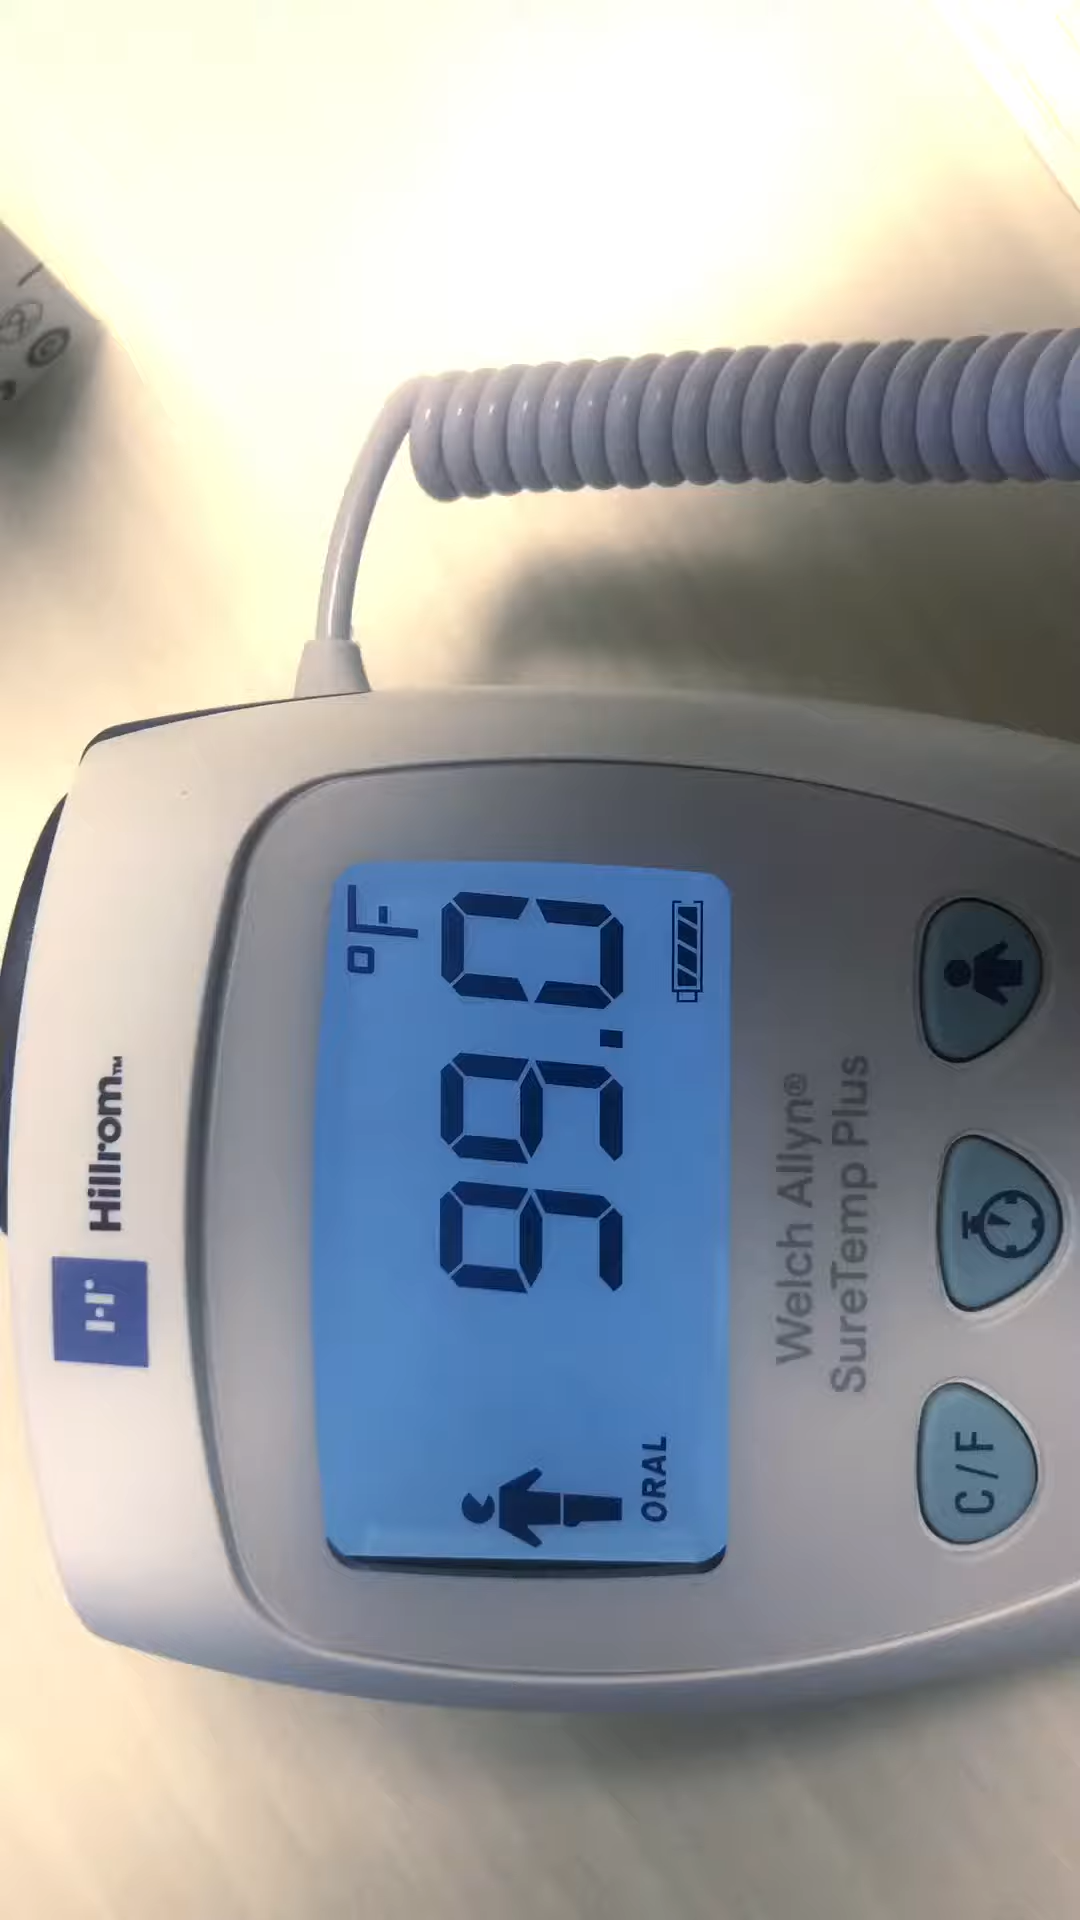 Hillrom™
°F
99.0
ORAL
Welch Allyn®
SureTemp Plus
C/F